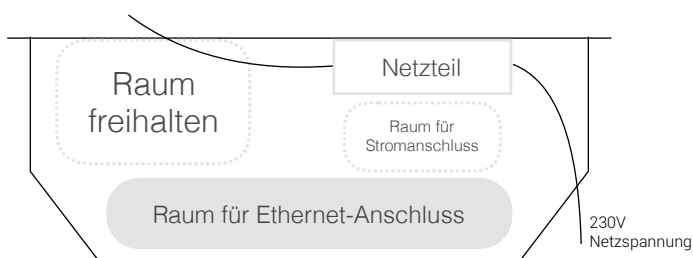 Raum
freihalten
Netzteil
Raum für
Stromanschluss
Raum für Ethernet-Anschluss
230V
Netzspannung